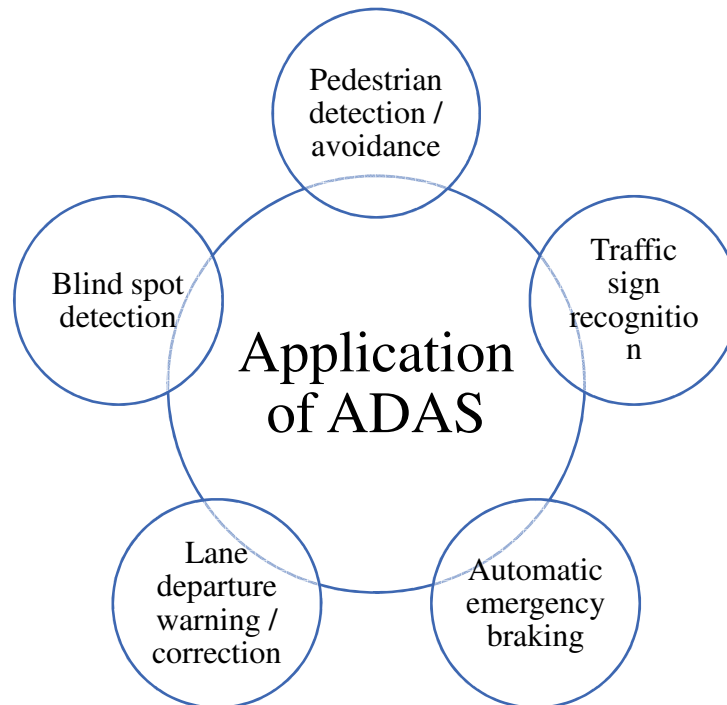 Pedestrian
detection /
avoidance
Traffic
sign
recognitio
n
Blind spot
detection
Application
of ADAS
Lane
departure
warning /
correction
Automatic
emergency
braking